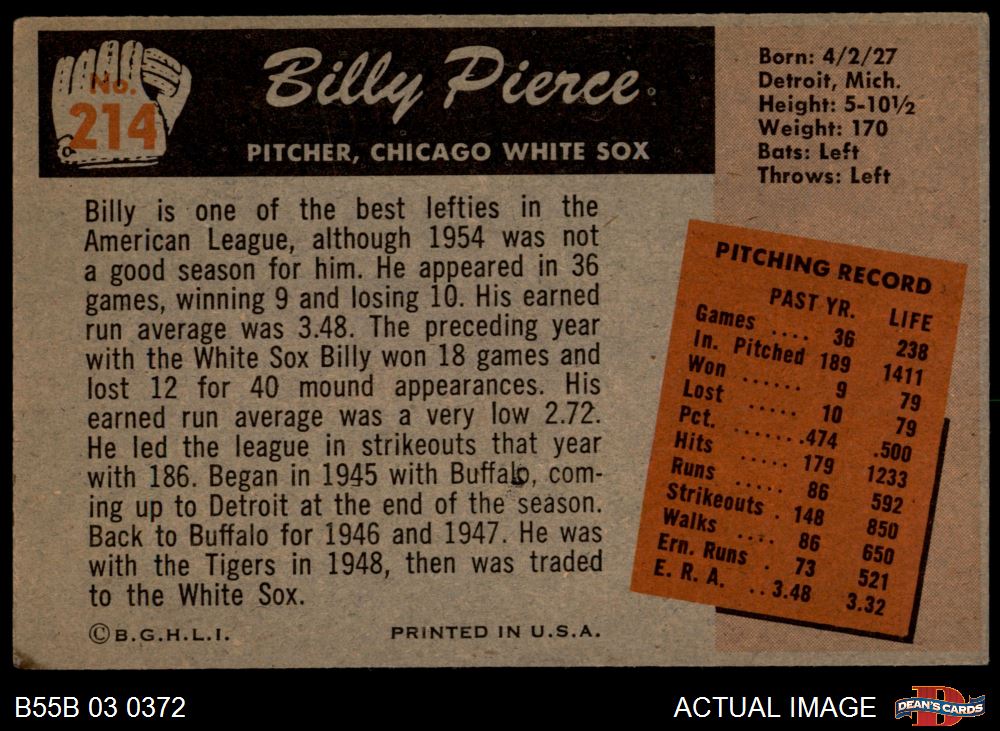 No.
214
Billy Pierce
PITCHER, CHICAGO WHITE SOX
Born: 4/2/27
Detroit, Mich.
Height: 5-10½
Weight: 170
Bats: Left
Throws: Left
Billy is one of the best lefties in the
American League, although 1954 was not
a good season for him. He appeared in 36
games, winning 9 and losing 10. His earned
run average was 3.48. The preceding year
with the White Sox Billy won 18 games and
lost 12 for 40 mound appearances. His
earned run average was a very low 2.72.
He led the league in strikeouts that year
with 186. Began in 1945 with Buffalo, com-
ing up to Detroit at the end of the season.
Back to Buffalo for 1946 and 1947. He was
with the Tigers in 1948, then was traded
to the White Sox.
©B.G.H.L.I. PRINTED IN U.S.A.
PITCHING RECORD
PAST YR. LIFE
Games .... 36 238
In. Pitched 189 1411
Won ...... 9 79
Lost ..... 10 79
Pct. .......474 .500
Hits ..... 179 1233
Runs ..... 86 592
Strikeouts . 148 850
Walks .... 86 650
Ern. Runs . 73 521
E. R. A. ..3.48 3.32
B55B 03 0372
ACTUAL IMAGE
DEAN'S CARDS